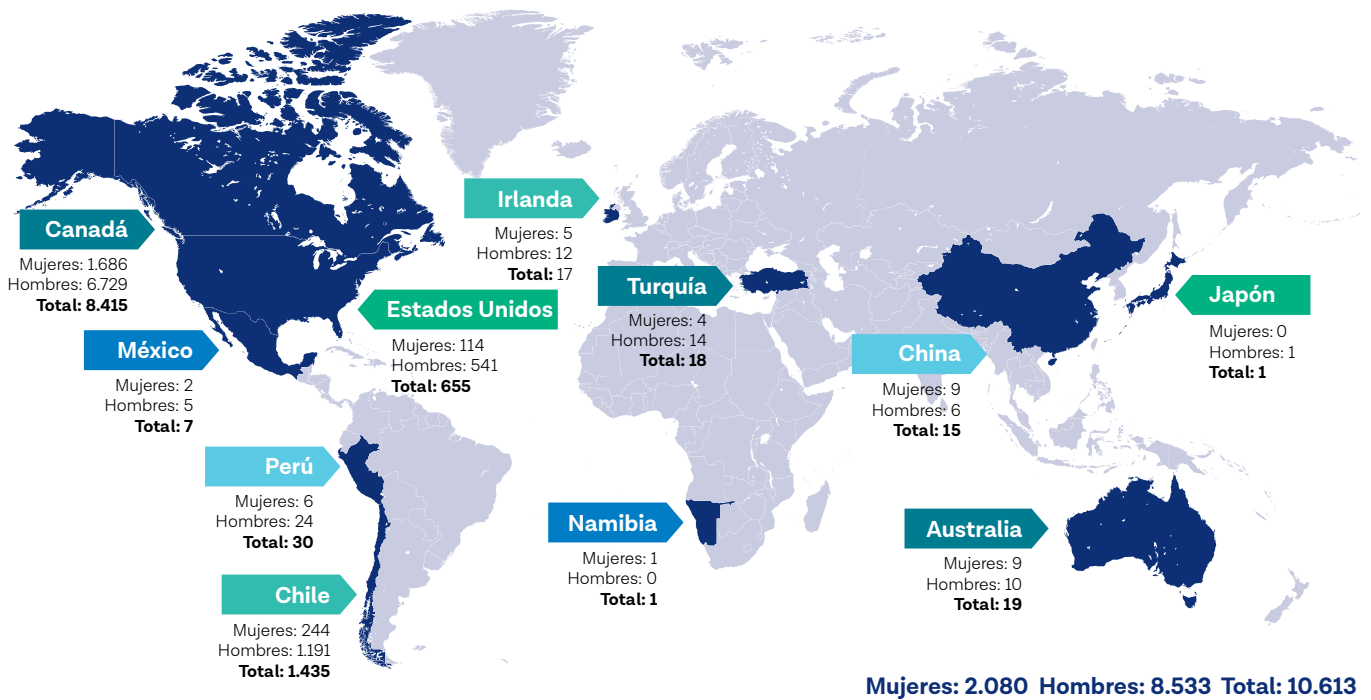 Canadá
Mujeres: 1.686
Hombres: 6.729
Total: 8.415
Irlanda
Mujeres: 5
Hombres: 12
Total: 17
Estados Unidos
Mujeres: 114
Hombres: 541
Total: 655
México
Mujeres: 2
Hombres: 5
Total: 7
Turquía
Mujeres: 4
Hombres: 14
Total: 18
China
Mujeres: 9
Hombres: 6
Total: 15
Japón
Mujeres: 0
Hombres: 1
Total: 1
Perú
Mujeres: 6
Hombres: 24
Total: 30
Namibia
Mujeres: 1
Hombres: 0
Total: 1
Australia
Mujeres: 9
Hombres: 10
Total: 19
Chile
Mujeres: 244
Hombres: 1.191
Total: 1.435
Mujeres: 2.080 Hombres: 8.533 Total: 10.613